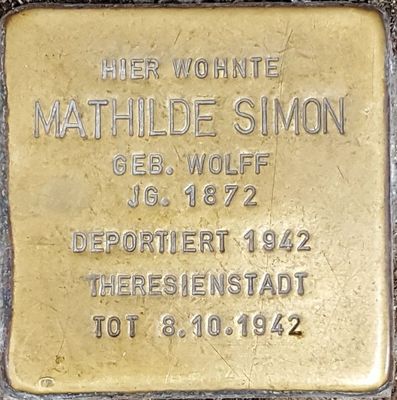 HIER WOHNTE
MATHILDE SIMON
GEB. WOLFF
JG. 1872
DEPORTIERT 1942
THERESIENSTADT
TOT 8.10.1942